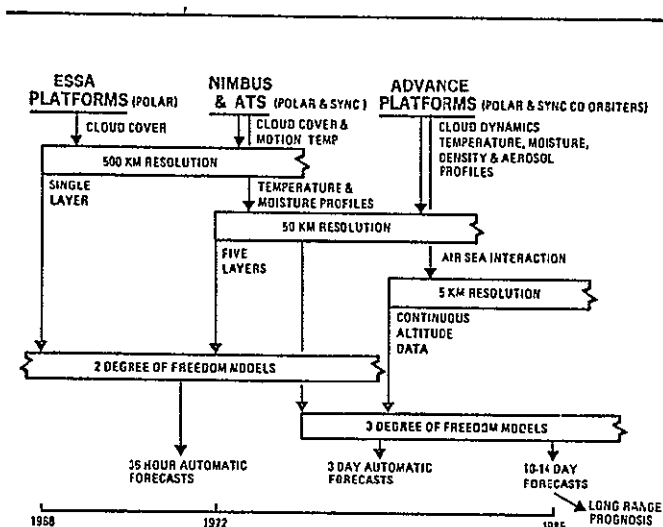 ESSA
PLATFORMS (POLAR)
NIMBUS
& ATS (POLAR & SYNC)
ADVANCE
PLATFORMS (POLAR & SYNC CO ORBITERS)
CLOUD COVER
CLOUD COVER &
MOTION TEMP
CLOUD DYNAMICS
TEMPERATURE, MOISTURE,
DENSITY & AEROSOL
PROFILES
500 KM RESOLUTION
SINGLE
LAYER
TEMPERATURE &
MOISTURE PROFILES
50 KM RESOLUTION
FIVE
LAYERS
AIR SEA INTERACTION
5 KM RESOLUTION
CONTINUOUS
ALTITUDE
DATA
2 DEGREE OF FREEDOM MODELS
3 DEGREE OF FREEDOM MODELS
36 HOUR AUTOMATIC
FORECASTS
3 DAY AUTOMATIC
FORECASTS
10-14 DAY
FORECASTS
LONG RANGE
PROGNOSIS
1968
1972
1985